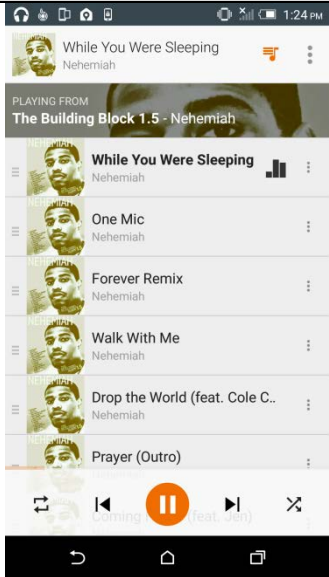 1:24 PM
While You Were Sleeping
Nehemiah
PLAYING FROM
The Building Block 1.5 - Nehemiah
While You Were Sleeping
Nehemiah
One Mic
Nehemiah
Forever Remix
Nehemiah
Walk With Me
Nehemiah
Drop the World (feat. Cole C..
Nehemiah
Prayer (Outro)
Coming (feat. Jen)